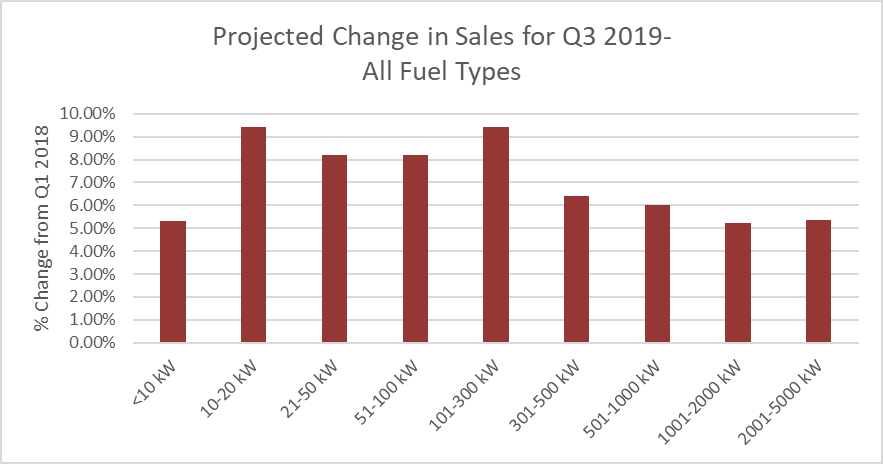 Projected Change in Sales for Q3 2019-
All Fuel Types
% Change from Q1 2018
10.00%
9.00%
8.00%
7.00%
6.00%
5.00%
4.00%
3.00%
2.00%
1.00%
0.00%
<10 kW
10-20 kW
21-50 kW
51-100 kW
101-300 kW
301-500 kW
501-1000 kW
1001-2000 kW
2001-5000 kW